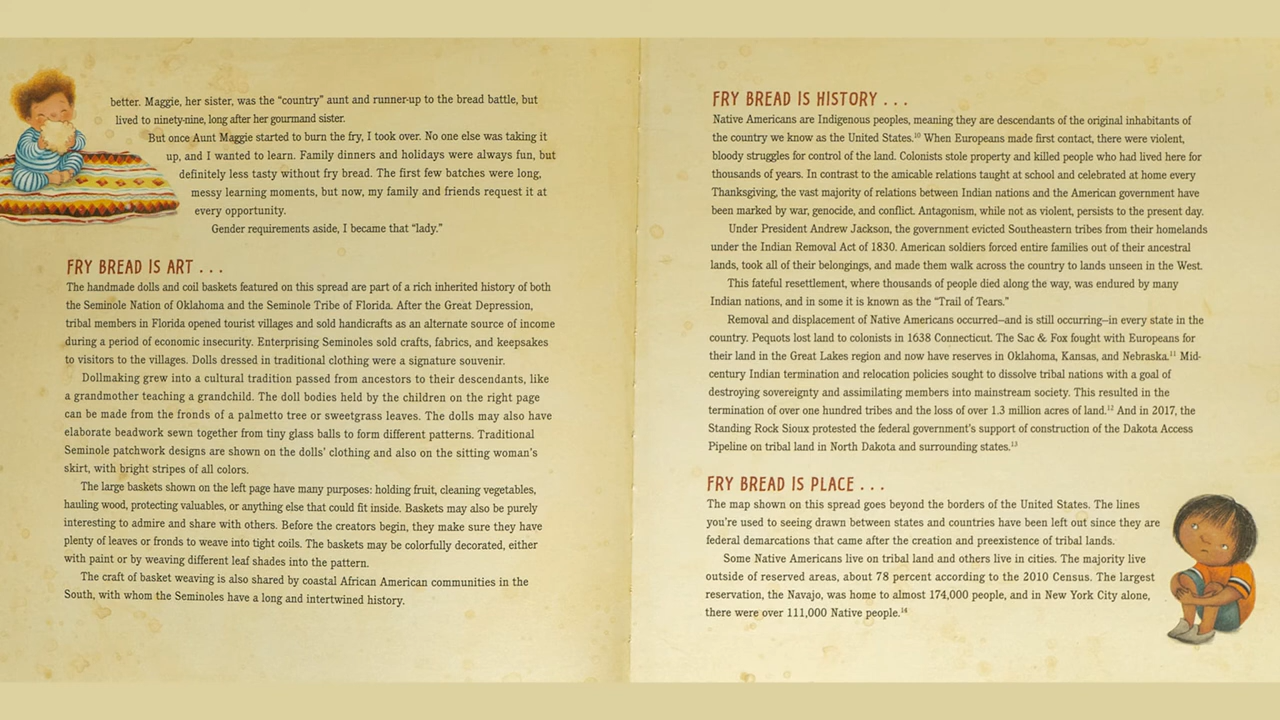 better. Maggie, her sister, was the “country” aunt and runner-up to the bread battle, but
lived to ninety-nine, long after her gourmand sister.
But once Aunt Maggie started to burn the fry, I took over. No one else was taking it
up, and I wanted to learn. Family dinners and holidays were always fun, but
definitely less tasty without fry bread. The first few batches were long,
messy learning moments, but now, my family and friends request it at
every opportunity.
Gender requirements aside, I became that “lady.”
FRY BREAD IS ART . . .
The handmade dolls and coil baskets featured on this spread are part of a rich inherited history of both
the Seminole Nation of Oklahoma and the Seminole Tribe of Florida. After the Great Depression,
tribal members in Florida opened tourist villages and sold handicrafts as an alternate source of income
during a period of economic insecurity. Enterprising Seminoles sold crafts, fabrics, and keepsakes
to visitors to the villages. Dolls dressed in traditional clothing were a signature souvenir.
Dollmaking grew into a cultural tradition passed from ancestors to their descendants, like
a grandmother teaching a grandchild. The doll bodies held by the children on the right page
can be made from the fronds of a palmetto tree or sweetgrass leaves. The dolls may also have
elaborate beadwork sewn together from tiny glass balls to form different patterns. Traditional
Seminole patchwork designs are shown on the dolls’ clothing and also on the sitting woman’s
skirt, with bright stripes of all colors.
The large baskets shown on the left page have many purposes: holding fruit, cleaning vegetables,
hauling wood, protecting valuables, or anything else that could fit inside. Baskets may also be purely
interesting to admire and share with others. Before the creators begin, they make sure they have
plenty of leaves or fronds to weave into tight coils. The baskets may be colorfully decorated, either
with paint or by weaving different leaf shades into the pattern.
The craft of basket weaving is also shared by coastal African American communities in the
South, with whom the Seminoles have a long and intertwined history.
FRY BREAD IS HISTORY . . .
Native Americans are Indigenous peoples, meaning they are descendants of the original inhabitants of
the country we know as the United States.¹⁰ When Europeans made first contact, there were violent,
bloody struggles for control of the land. Colonists stole property and killed people who had lived here for
thousands of years. In contrast to the amicable relations taught at school and celebrated at home every
Thanksgiving, the vast majority of relations between Indian nations and the American government have
been marked by war, genocide, and conflict. Antagonism, while not as violent, persists to the present day.
Under President Andrew Jackson, the government evicted Southeastern tribes from their homelands
under the Indian Removal Act of 1830. American soldiers forced entire families out of their ancestral
lands, took all of their belongings, and made them walk across the country to lands unseen in the West.
This fateful resettlement, where thousands of people died along the way, was endured by many
Indian nations, and in some it is known as the “Trail of Tears.”
Removal and displacement of Native Americans occurred—and is still occurring—in every state in the
country. Pequots lost land to colonists in 1638 Connecticut. The Sac & Fox fought with Europeans for
their land in the Great Lakes region and now have reserves in Oklahoma, Kansas, and Nebraska.¹¹ Mid-
century Indian termination and relocation policies sought to dissolve tribal nations with a goal of
destroying sovereignty and assimilating members into mainstream society. This resulted in the
termination of over one hundred tribes and the loss of over 1.3 million acres of land.¹² And in 2017, the
Standing Rock Sioux protested the federal government’s support of construction of the Dakota Access
Pipeline on tribal land in North Dakota and surrounding states.¹³
FRY BREAD IS PLACE . . .
The map shown on this spread goes beyond the borders of the United States. The lines
you’re used to seeing drawn between states and countries have been left out since they are
federal demarcations that came after the creation and preexistence of tribal lands.
Some Native Americans live on tribal land and others live in cities. The majority live
outside of reserved areas, about 78 percent according to the 2010 Census. The largest
reservation, the Navajo, was home to almost 174,000 people, and in New York City alone,
there were over 111,000 Native people.¹⁴